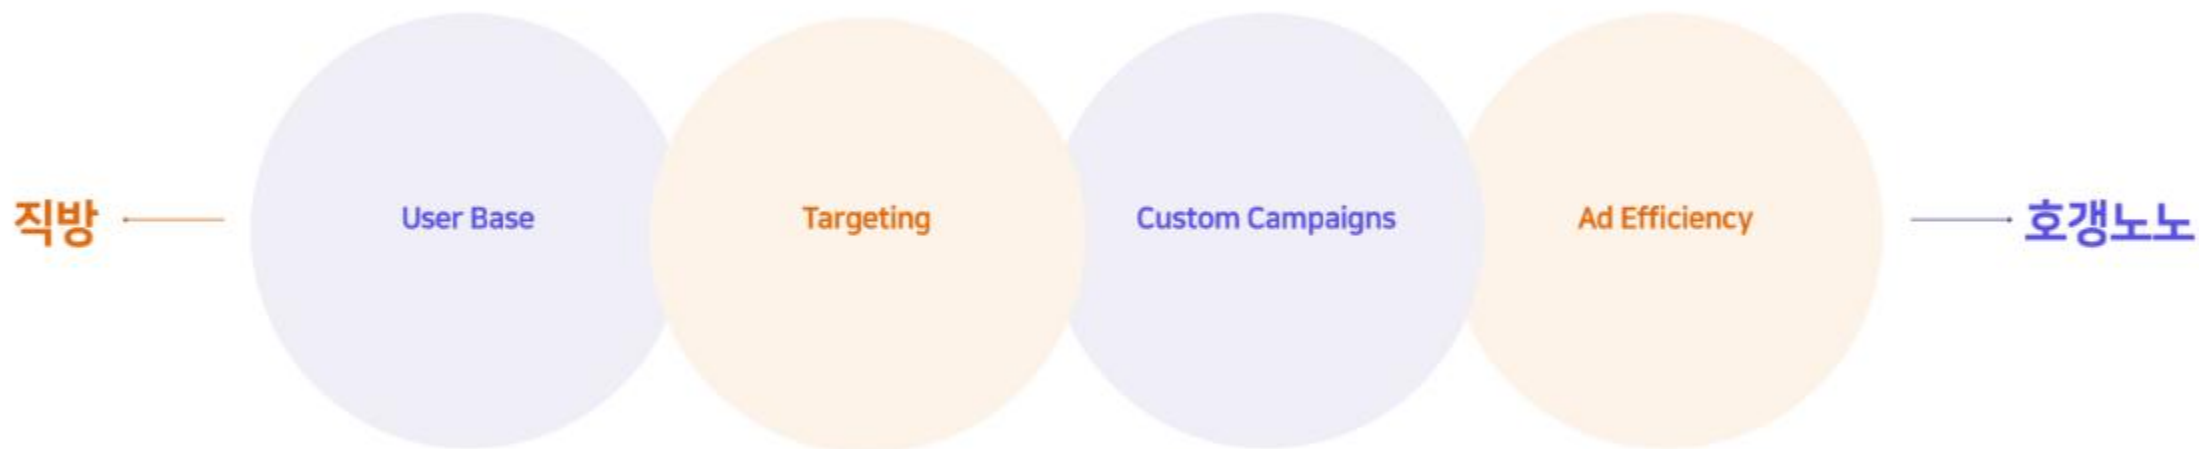 직방
User Base
Targeting
Custom Campaigns
Ad Efficiency
호갱노노